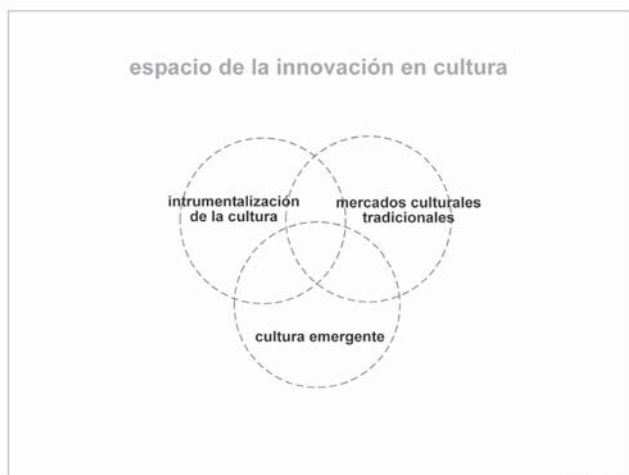 espacio de la innovación en cultura
intrumentalización
de la cultura
mercados culturales
tradicionales
cultura emergente